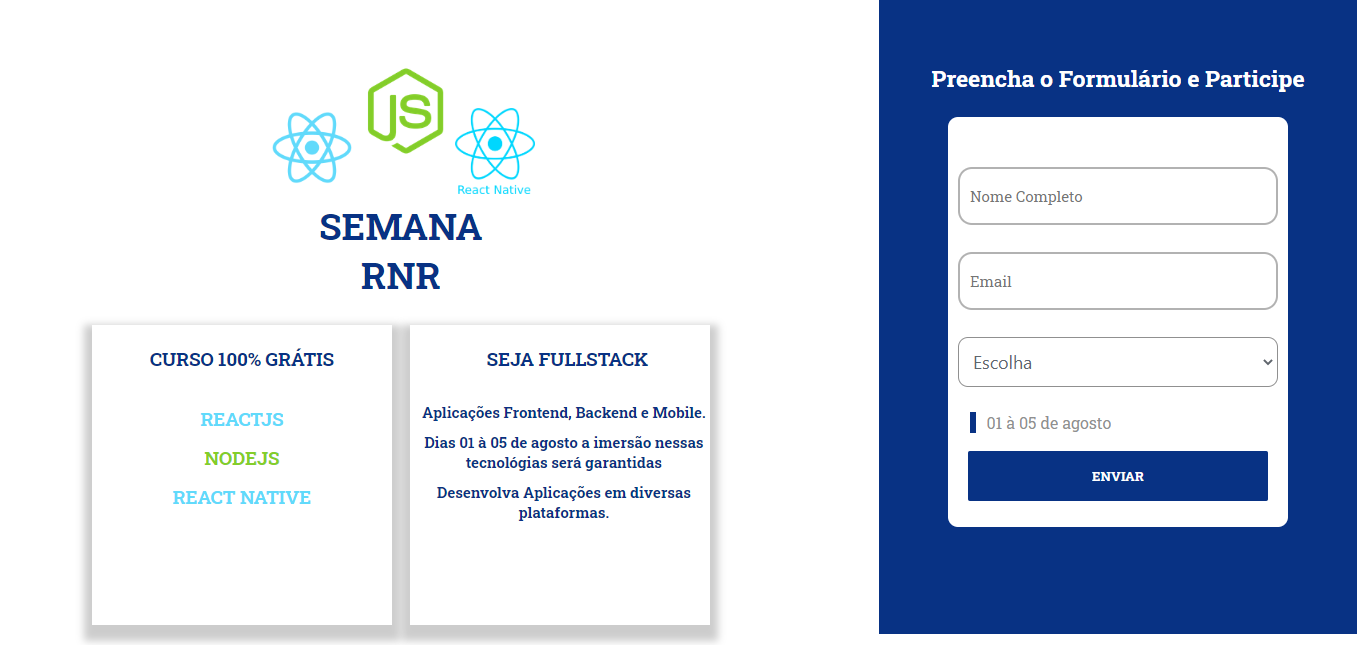 JS
React Native
SEMANA
RNR
CURSO 100% GRÁTIS
REACTJS
NODEJS
REACT NATIVE
SEJA FULLSTACK
Aplicações Frontend, Backend e Mobile.
Dias 01 à 05 de agosto a imersão nessas
tecnológias será garantidas
Desenvolva Aplicações em diversas
plataformas.
Preencha o Formulário e Participe
Nome Completo
Email
Escolha
01 à 05 de agosto
ENVIAR